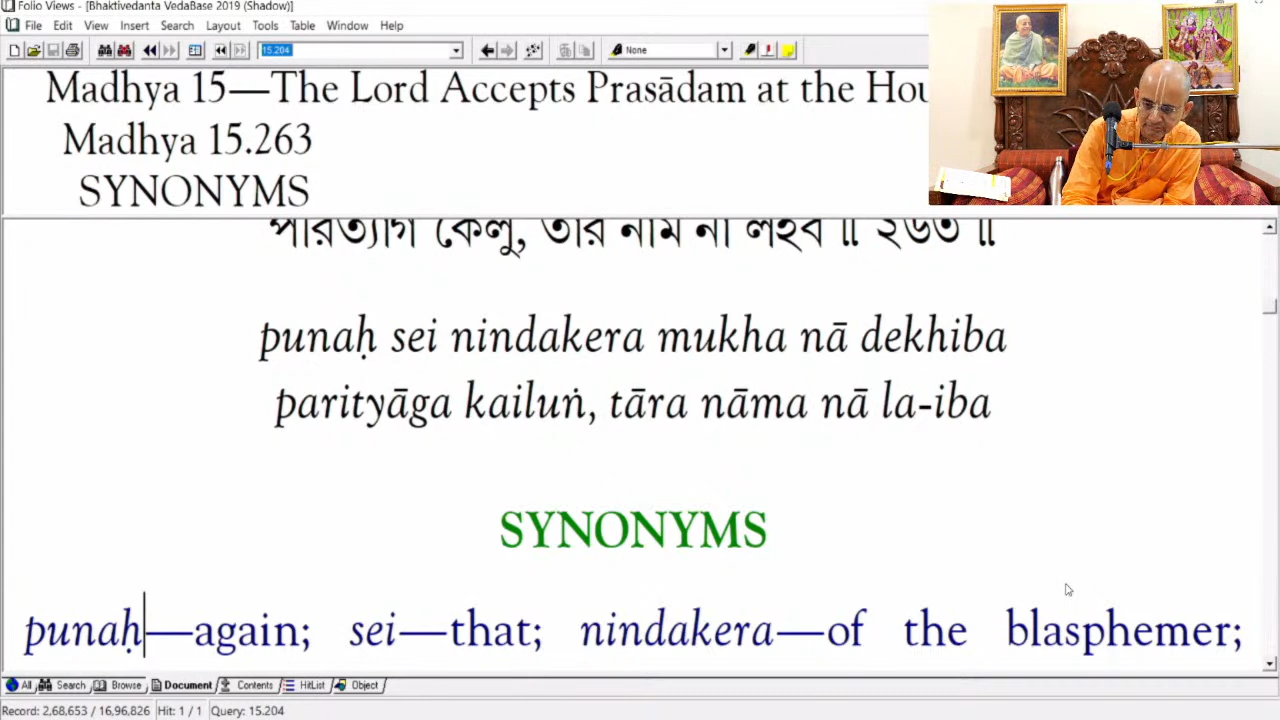 Folio Views - [Bhaktivedanta VedaBase 2019 (Shadow)]
File Edit View Insert Search Layout Tools Table Window Help
15.204 None
Madhya 15—The Lord Accepts Prasādam at the Hou
Madhya 15.263
SYNONYMS
পরিত্যাগ কৈলুঁ, তার নাম না লইব ॥ ২৬৩ ॥
punaḥ sei nindakera mukha nā dekhiba
parityāga kailuṅ, tāra nāma nā la-iba
SYNONYMS
punaḥ—again; sei—that; nindakera—of the blasphemer;
All Search Browse Document Contents HitList Object
Record: 2,68,653 / 16,96,826 Hit: 1 / 1 Query: 15.204